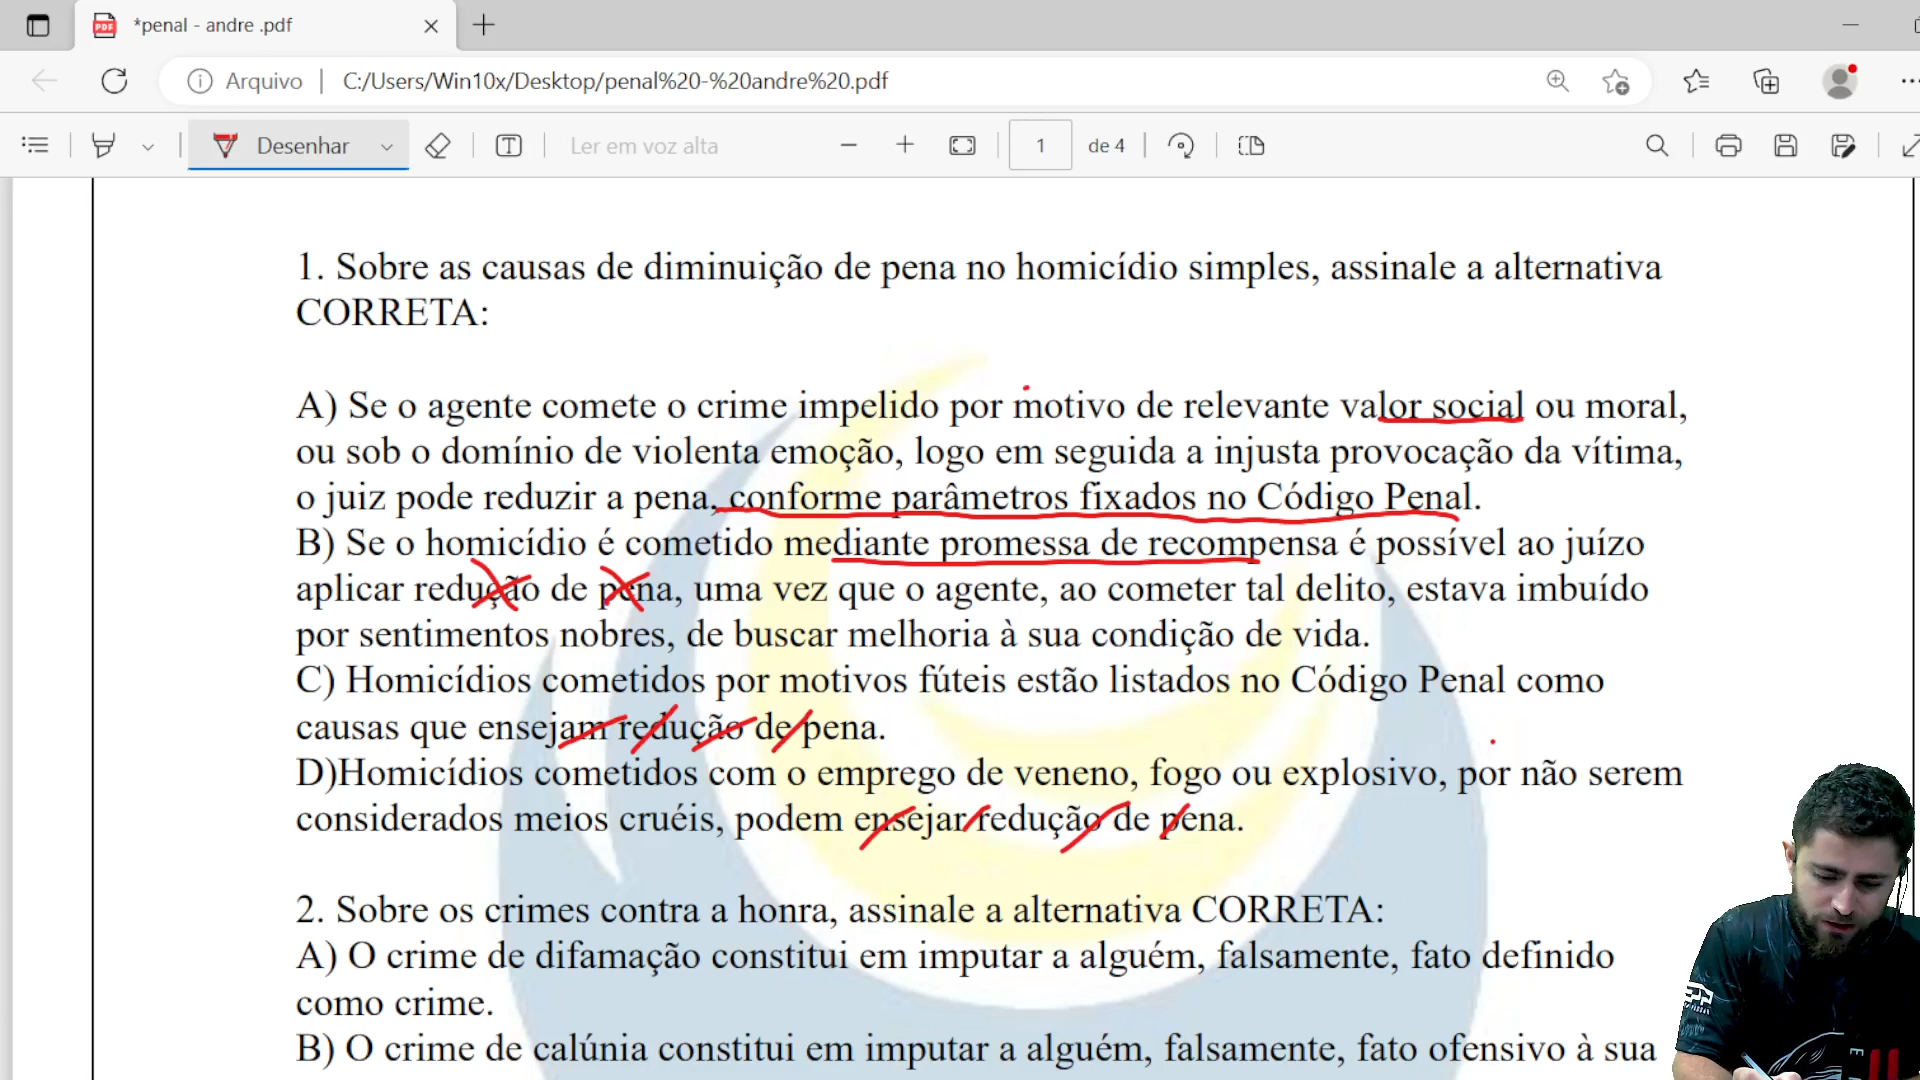 *penal - andre .pdf
Arquivo | C:/Users/Win10x/Desktop/penal%20-%20andre%20.pdf
Desenhar
Ler em voz alta
1 de 4
1. Sobre as causas de diminuição de pena no homicídio simples, assinale a alternativa
CORRETA:
A) Se o agente comete o crime impelido por motivo de relevante valor social ou moral,
ou sob o domínio de violenta emoção, logo em seguida a injusta provocação da vítima,
o juiz pode reduzir a pena, conforme parâmetros fixados no Código Penal.
B) Se o homicídio é cometido mediante promessa de recompensa é possível ao juízo
aplicar redução de pena, uma vez que o agente, ao cometer tal delito, estava imbuído
por sentimentos nobres, de buscar melhoria à sua condição de vida.
C) Homicídios cometidos por motivos fúteis estão listados no Código Penal como
causas que ensejam redução de pena.
D)Homicídios cometidos com o emprego de veneno, fogo ou explosivo, por não serem
considerados meios cruéis, podem ensejar redução de pena.
2. Sobre os crimes contra a honra, assinale a alternativa CORRETA:
A) O crime de difamação constitui em imputar a alguém, falsamente, fato definido
como crime.
B) O crime de calúnia constitui em imputar a alguém, falsamente, fato ofensivo à sua